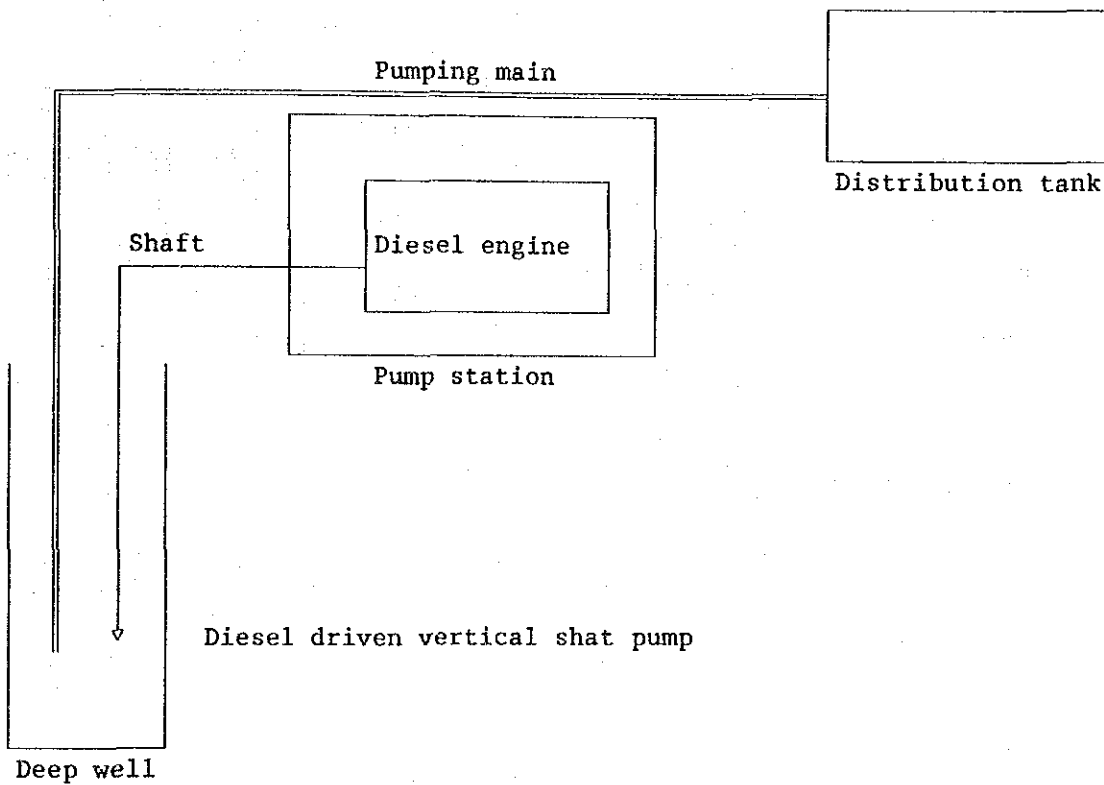 Pumping main
Distribution tank
Shaft
Diesel engine
Pump station
Diesel driven vertical shat pump
Deep well